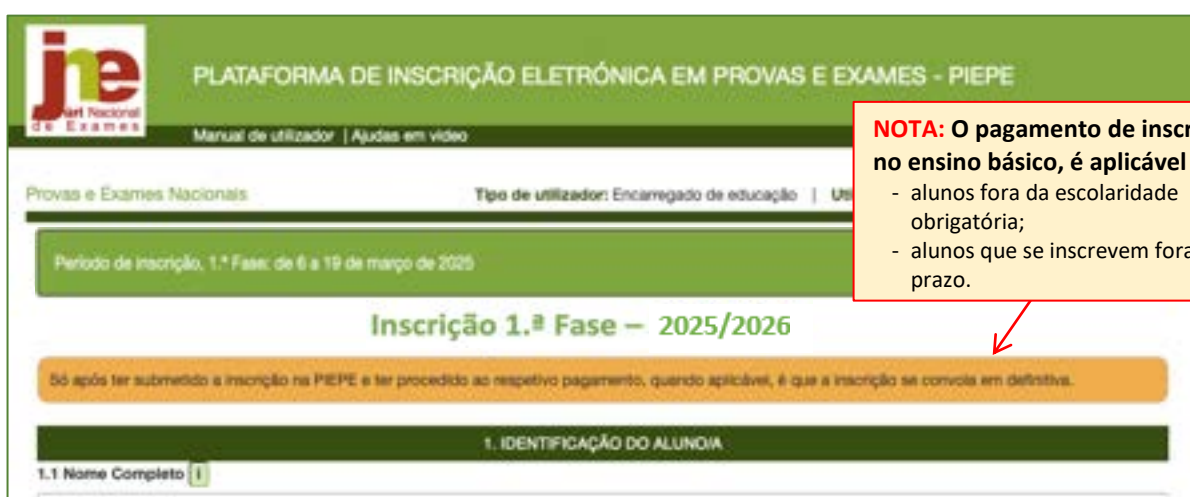 jne
Júri Nacional
de Exames
PLATAFORMA DE INSCRIÇÃO ELETRÓNICA EM PROVAS E EXAMES - PIEPE
Manual de utilizador | Ajudas em vídeo
NOTA: O pagamento de inscr
no ensino básico, é aplicável
- alunos fora da escolaridade
obrigatória;
- alunos que se inscrevem fora
prazo.
Provas e Exames Nacionais
Tipo de utilizador: Encarregado de educação | Uti
Período de inscrição, 1.ª Fase: de 6 a 19 de março de 2025
Inscrição 1.ª Fase – 2025/2026
Só após ter submetido a inscrição na PIEPE e ter procedido ao respetivo pagamento, quando aplicável, é que a inscrição se convola em definitiva.
1. IDENTIFICAÇÃO DO ALUNO/A
1.1 Nome Completo i